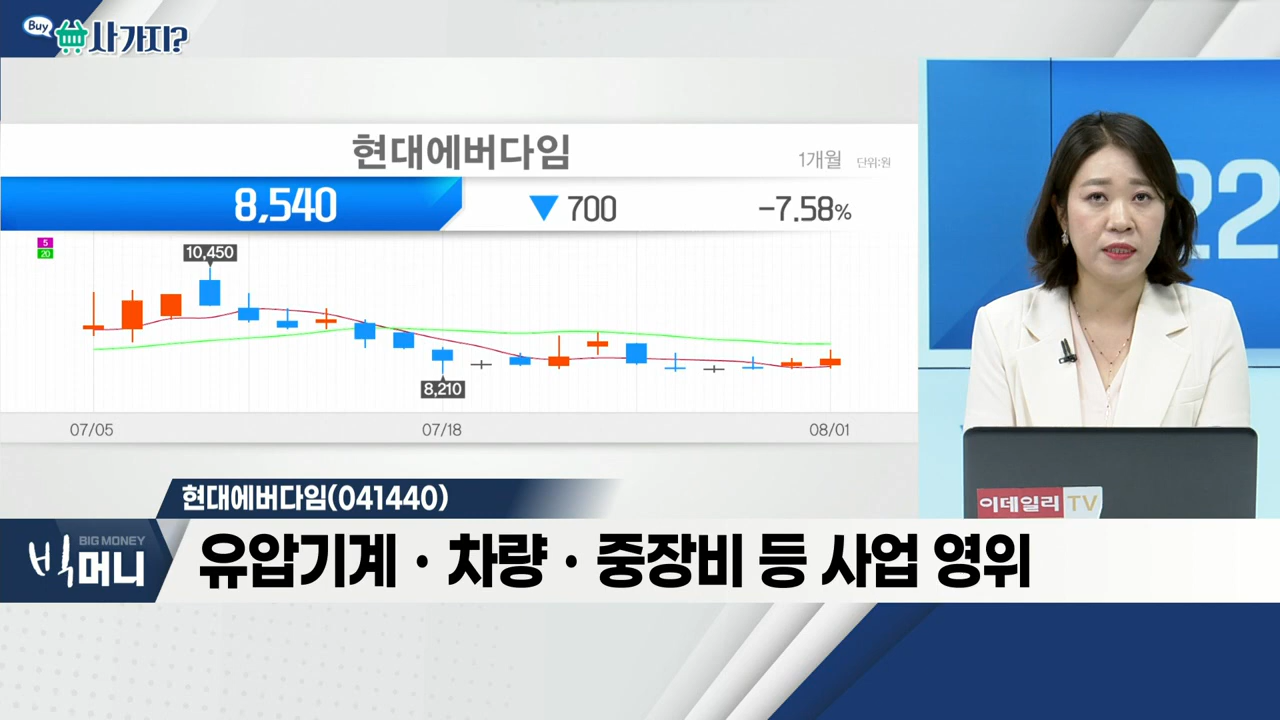 Buy 사 가지?
현대에버다임
1개월 단위:원
8,540 ▼ 700 -7.58%
5
20
10,450
8,210
07/05 07/18 08/01
22
현대에버다임(041440)
BIG MONEY
빅머니
유압기계·차량·중장비 등 사업 영위
이데일리 TV